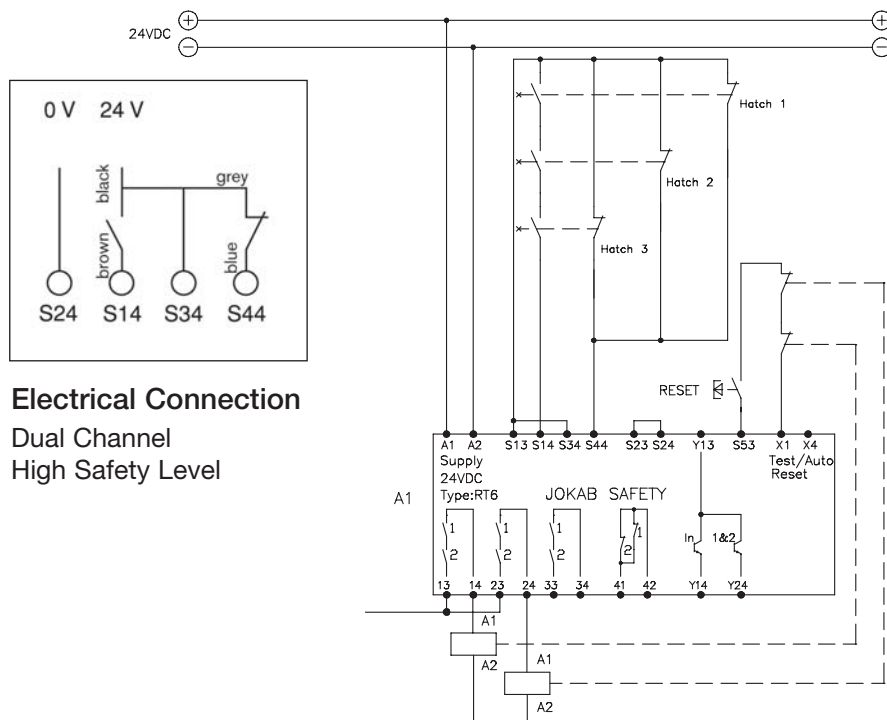 24VDC
+ +
− −
0 V 24 V
black
grey
brown
blue
S24 S14 S34 S44
Electrical Connection
Dual Channel
High Safety Level
Hatch 1
Hatch 2
Hatch 3
RESET
A1 A2 S13 S14 S34 S44 S23 S24 Y13 S53 X1 X4
Supply
24VDC
Type:RT6
Test/Auto
Reset
A1
JOKAB SAFETY
1 1 1 1
2 2 2 2
In 1&2
13 14 23 24 33 34 41 42 Y14 Y24
A1
A2
A1
A2